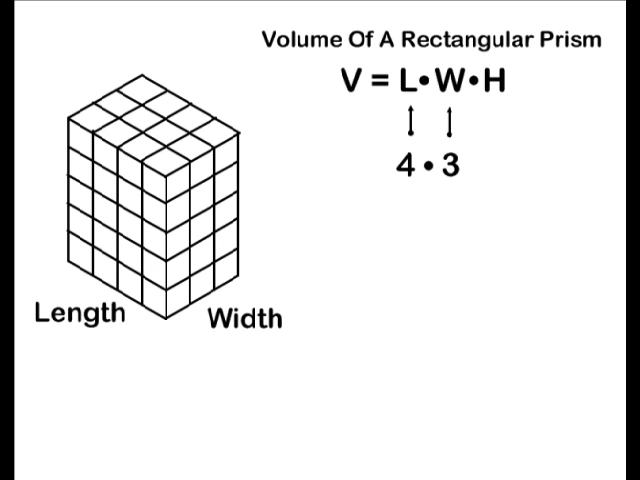 Volume Of A Rectangular Prism
V = L•W•H
4 • 3
Length
Width